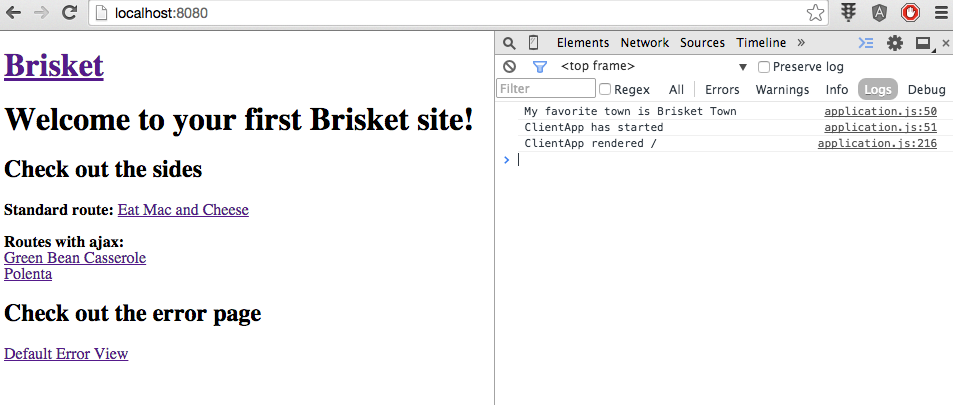 localhost:8080
Brisket
Welcome to your first Brisket site!
Check out the sides
Standard route: Eat Mac and Cheese
Routes with ajax:
Green Bean Casserole
Polenta
Check out the error page
Default Error View
Elements Network Sources Timeline »
<top frame> ▼ Preserve log
Filter Regex All Errors Warnings Info Logs Debug
My favorite town is Brisket Town application.js:50
ClientApp has started application.js:51
ClientApp rendered / application.js:216
>